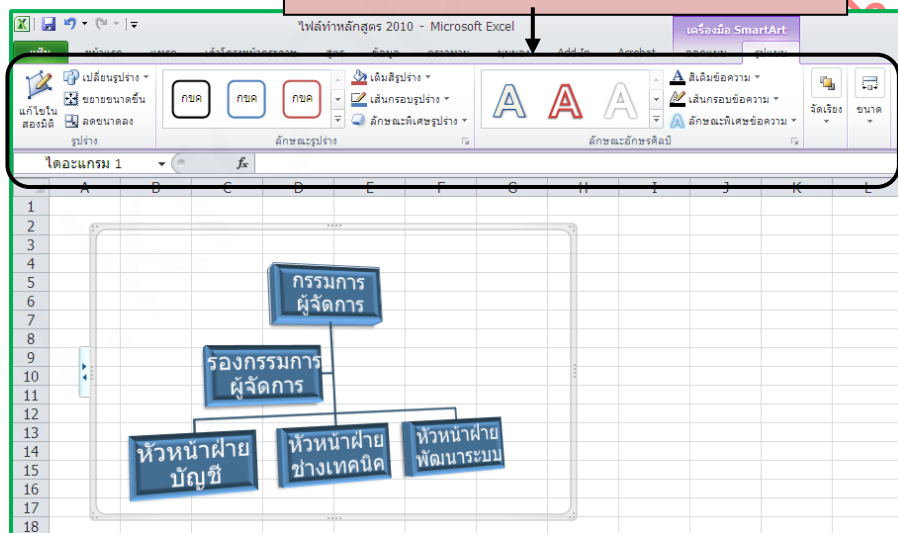 ไฟล์ทำหลักสูตร 2010 - Microsoft Excel
เครื่องมือ SmartArt
Add-In Acrobat
แก้ไขใน
สองมิติ
เปลี่ยนรูปร่าง
ขยายขนาดขึ้น
ลดขนาดลง
รูปร่าง
กขค กขค กขค
เติมสีรูปร่าง
เส้นกรอบรูปร่าง
ลักษณะพิเศษรูปร่าง
ลักษณะรูปร่าง
A A A
สีเติมข้อความ
เส้นกรอบข้อความ
ลักษณะพิเศษข้อความ
ลักษณะอักษรศิลป์
จัดเรียง
ขนาด
ไดอะแกรม 1
fx
A B C D E F G H I J K L
1
2
3
4
5
6
7
8
9
10
11
12
13
14
15
16
17
18
กรรมการ
ผู้จัดการ
รองกรรมการ
ผู้จัดการ
หัวหน้าฝ่าย
บัญชี
หัวหน้าฝ่าย
ช่างเทคนิค
หัวหน้าฝ่าย
พัฒนาระบบ